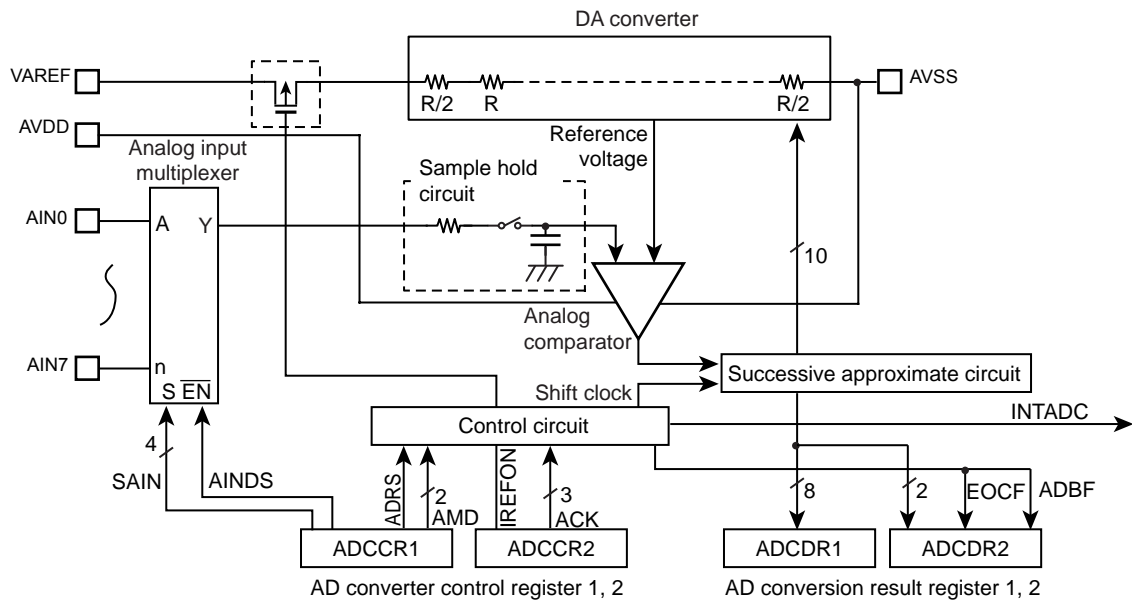 DA converter
VAREF
R/2
R
R/2
AVSS
AVDD
Analog input
multiplexer
Reference
voltage
Sample hold
circuit
AIN0
A
Y
10
Analog
comparator
AIN7
n
S EN
Successive approximate circuit
Shift clock
INTADC
Control circuit
4
SAIN
AINDS
ADRS
2
AMD
IREFON
3
ACK
8
2
EOCF
ADBF
ADCCR1
ADCCR2
ADCDR1
ADCDR2
AD converter control register 1, 2
AD conversion result register 1, 2